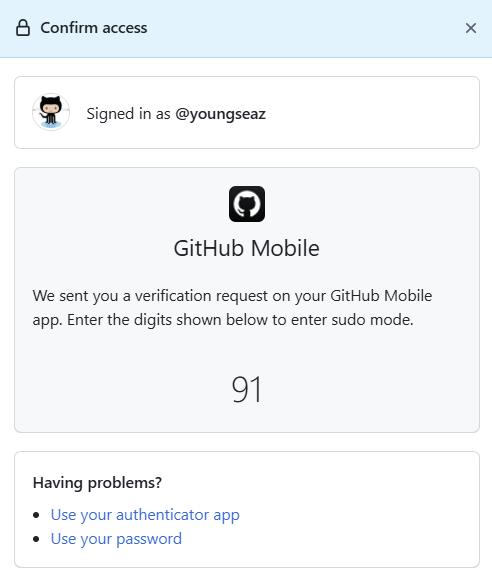 Confirm access
Signed in as @youngseaz
GitHub Mobile
We sent you a verification request on your GitHub Mobile
app. Enter the digits shown below to enter sudo mode.
91
Having problems?
Use your authenticator app
Use your password